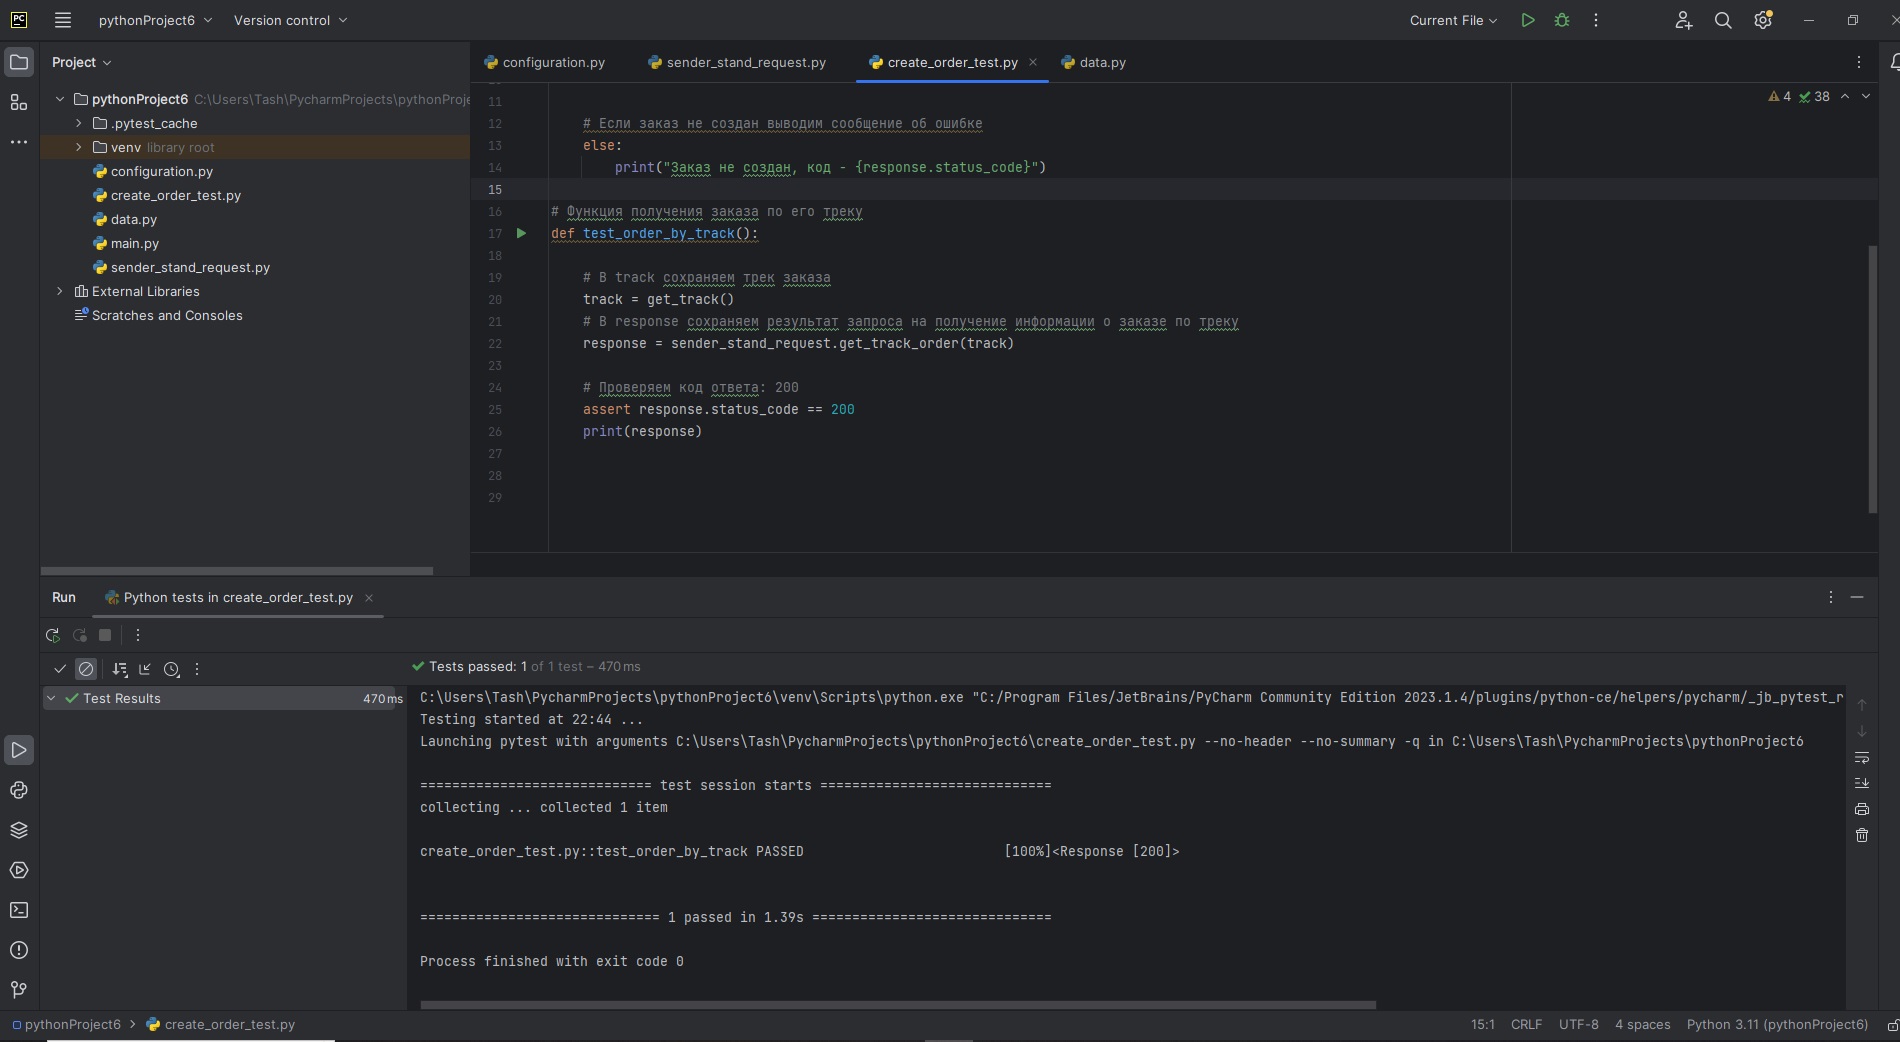 PC
pythonProject6
Version control
Current File
Project
configuration.py
sender_stand_request.py
create_order_test.py
data.py
pythonProject6 C:\Users\Tash\PycharmProjects\pythonProje
.pytest_cache
venv library root
configuration.py
create_order_test.py
data.py
main.py
sender_stand_request.py
External Libraries
Scratches and Consoles
4 38
11
12 # Если заказ не создан выводим сообщение об ошибке
13 else:
14 print("Заказ не создан, код - {response.status_code}")
15
16 # Функция получения заказа по его треку
17 def test_order_by_track():
18
19 # В track сохраняем трек заказа
20 track = get_track()
21 # В response сохраняем результат запроса на получение информации о заказе по треку
22 response = sender_stand_request.get_track_order(track)
23
24 # Проверяем код ответа: 200
25 assert response.status_code == 200
26 print(response)
27
28
29
Run
Python tests in create_order_test.py
Tests passed: 1 of 1 test – 470 ms
Test Results 470 ms
C:\Users\Tash\PycharmProjects\pythonProject6\venv\Scripts\python.exe "C:/Program Files/JetBrains/PyCharm Community Edition 2023.1.4/plugins/python-ce/helpers/pycharm/_jb_pytest_r
Testing started at 22:44 ...
Launching pytest with arguments C:\Users\Tash\PycharmProjects\pythonProject6\create_order_test.py --no-header --no-summary -q in C:\Users\Tash\PycharmProjects\pythonProject6
============================= test session starts =============================
collecting ... collected 1 item
create_order_test.py::test_order_by_track PASSED [100%]<Response [200]>
============================== 1 passed in 1.39s ==============================
Process finished with exit code 0
pythonProject6 > create_order_test.py
15:1 CRLF UTF-8 4 spaces Python 3.11 (pythonProject6)